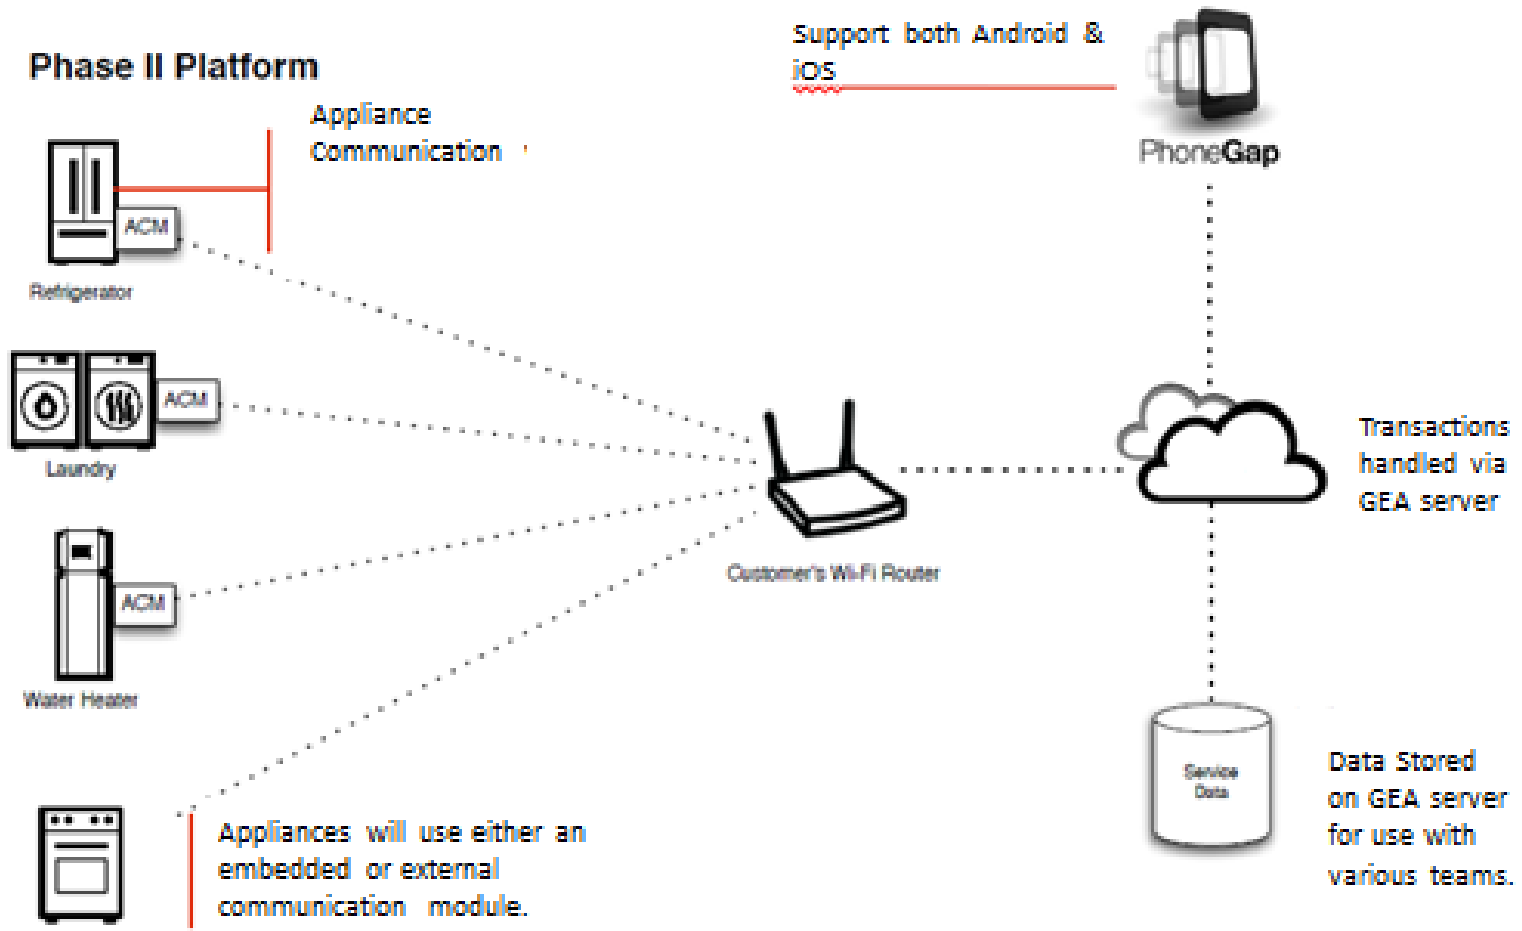 Phase II Platform
Support both Android &
iOS
PhoneGap
Appliance
Communication
ACM
Refrigerator
ACM
Laundry
Customer's Wi-Fi Router
Transactions
handled via
GEA server
ACM
Water Heater
Service
Data
Data Stored
on GEA server
for use with
various teams.
Appliances will use either an
embedded or external
communication module.